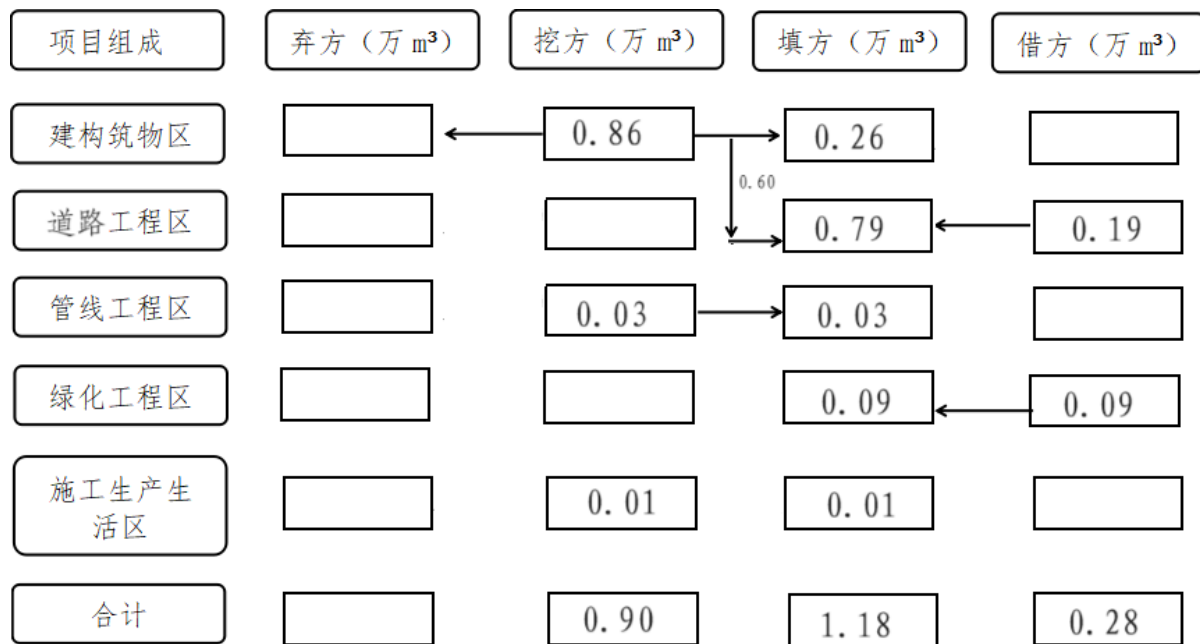 项目组成 弃方（万 m³） 挖方（万 m³） 填方（万 m³） 借方（万 m³）
建构筑物区 0.86 0.26
0.60
道路工程区 0.79 0.19
管线工程区 0.03 0.03
绿化工程区 0.09 0.09
施工生产生
活区 0.01 0.01
合计 0.90 1.18 0.28